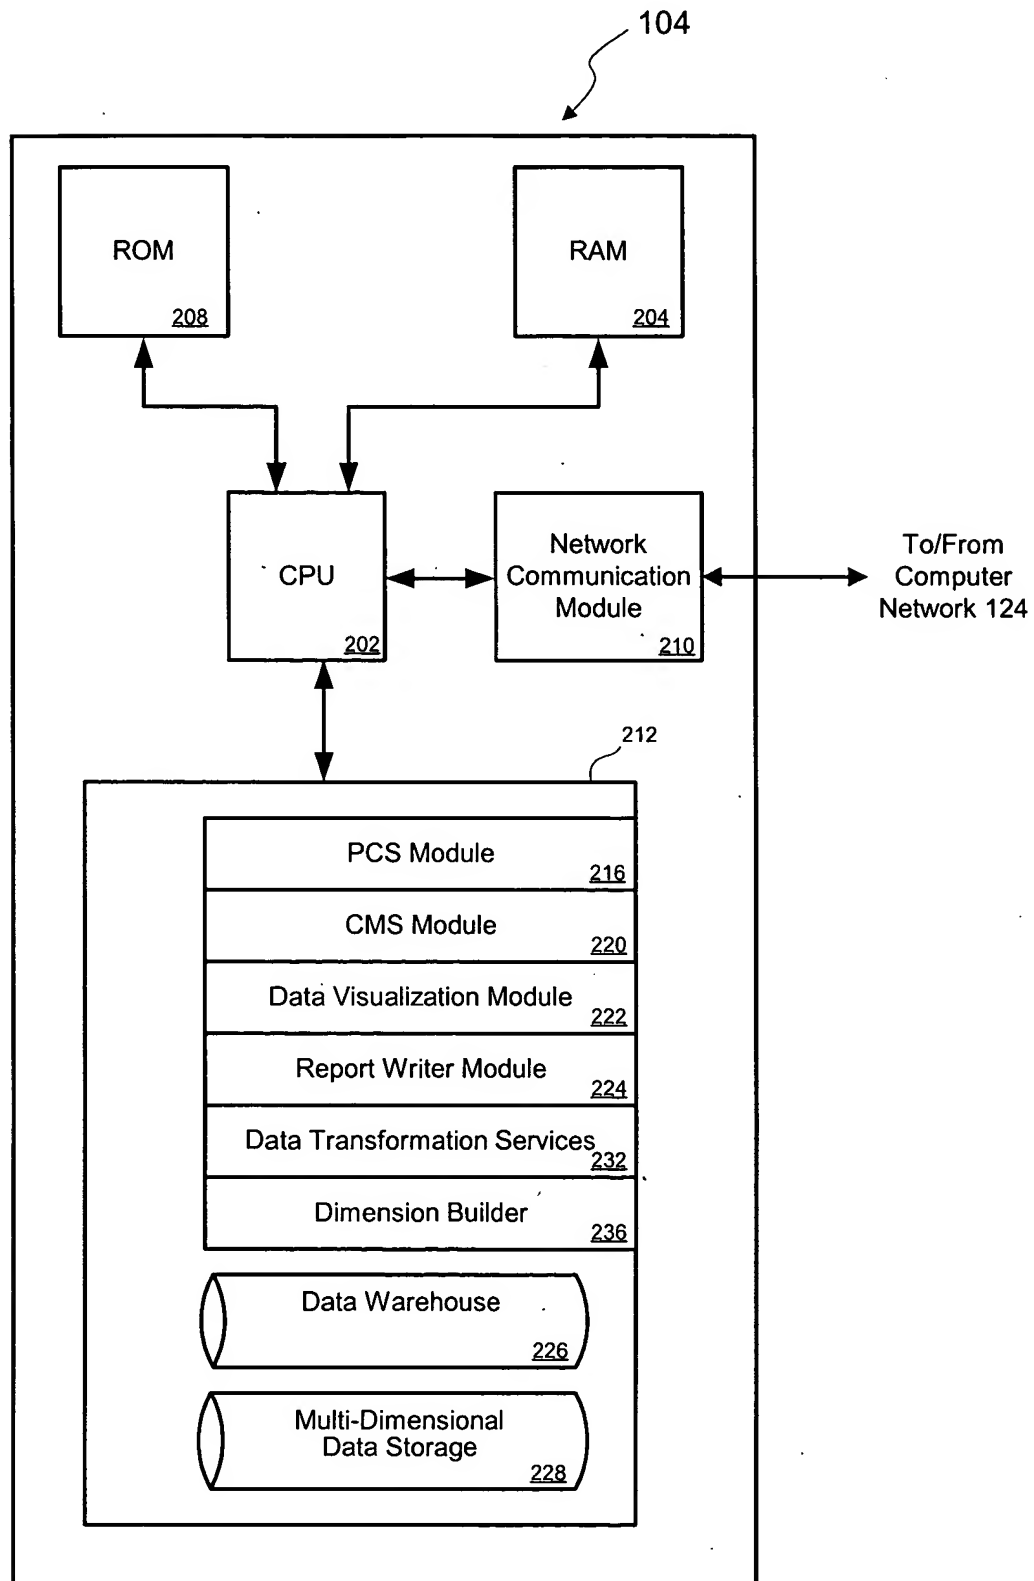 104
ROM
208
RAM
204
CPU
202
Network
Communication
Module
210
To/From
Computer
Network 124
212
PCS Module
216
CMS Module
220
Data Visualization Module
222
Report Writer Module
224
Data Transformation Services
232
Dimension Builder
236
Data Warehouse
226
Multi-Dimensional
Data Storage
228